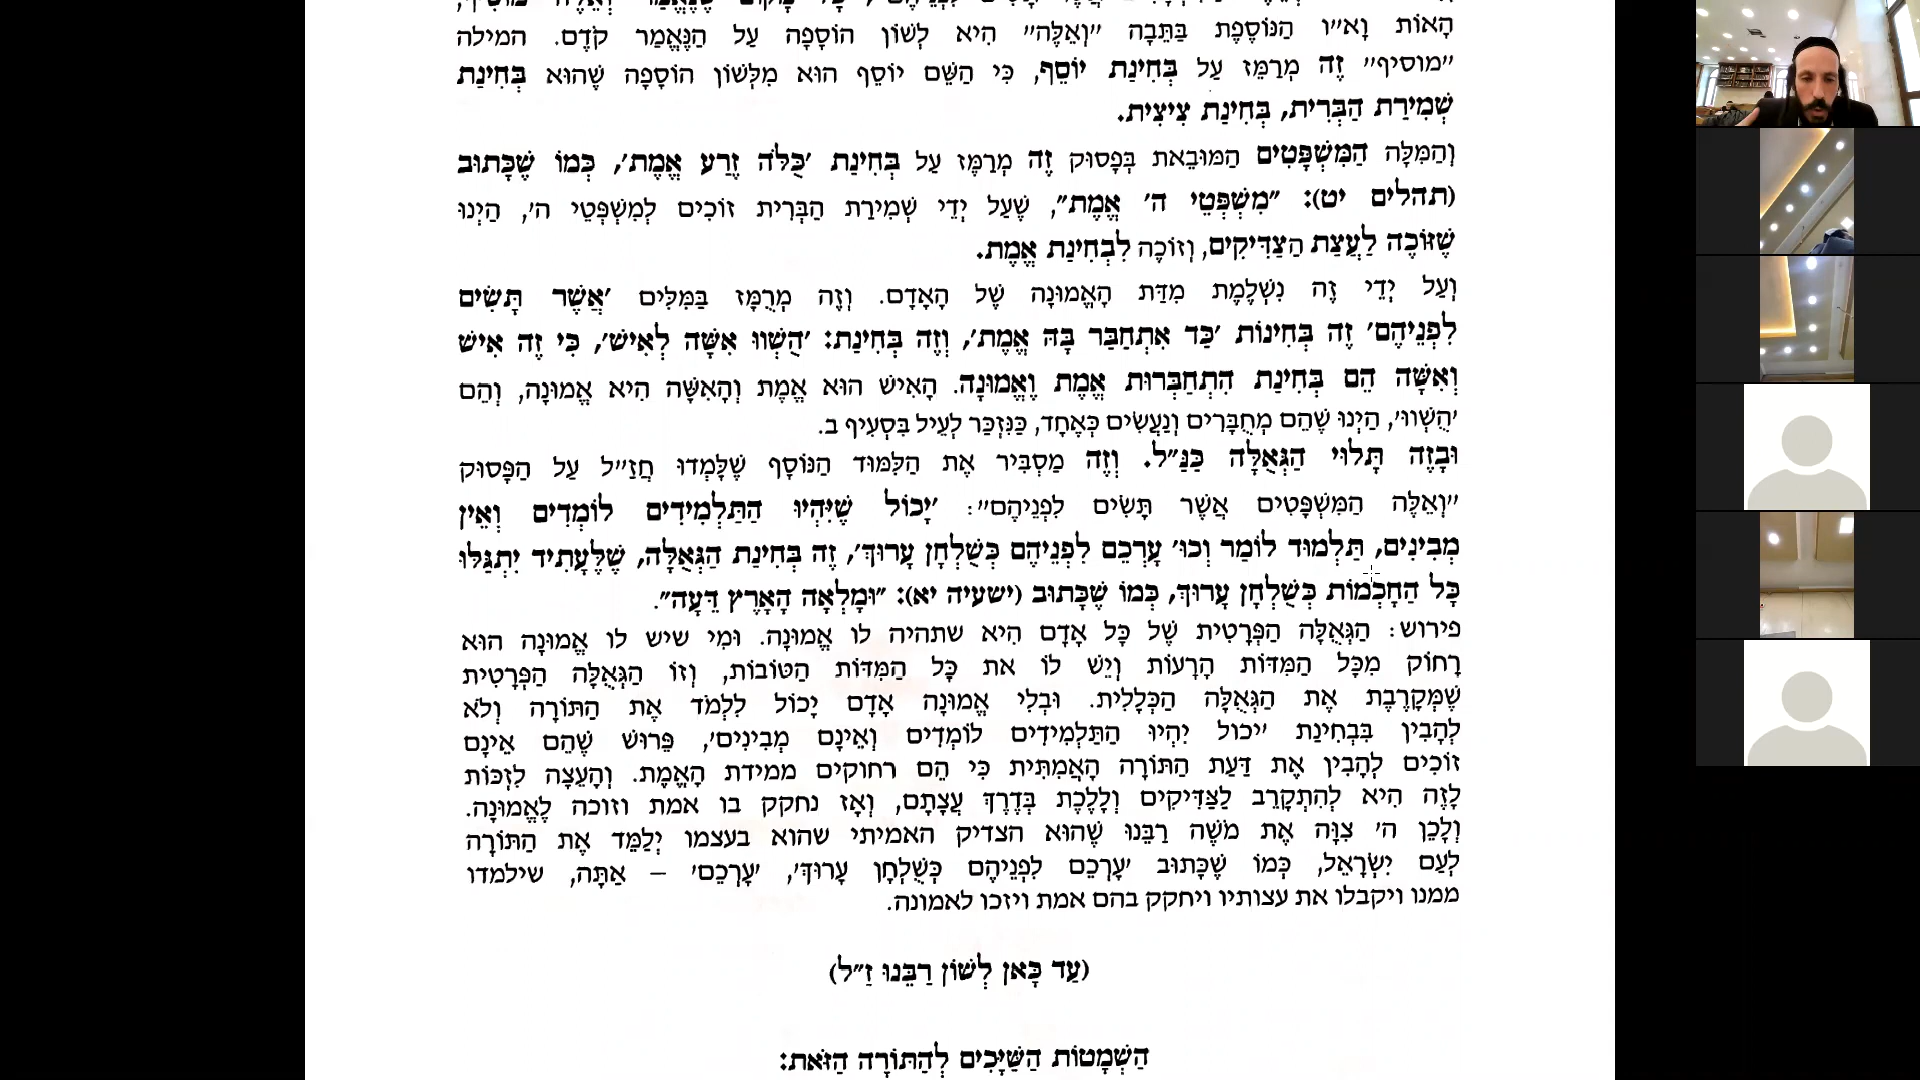 הָאוֹת וָא״ו הַנּוֹסֶפֶת בַּתֵּבָה ״וְאֵלֶּה״ הִיא לְשׁוֹן הוֹסָפָה עַל הַנֶּאֱמַר קֹדֶם. המילה
״מוסיף״ זֶה מְרַמֵּז עַל בְּחִינַת יוֹסֵף, כִּי הַשֵּׁם יוֹסֵף הוּא מִלְּשׁוֹן הוֹסָפָה שֶׁהוּא בְּחִינַת
שְׁמִירַת הַבְּרִית, בְּחִינַת צִיצִית.
וְהַמִּלָּה הַמִּשְׁפָּטִים הַמּוּבֵאת בְּפָסוּק זֶה מְרַמֵּז עַל בְּחִינַת ׳כֻּלֹּה זֶרַע אֱמֶת׳, כְּמוֹ שֶׁכָּתוּב
(תהלים יט): ״מִשְׁפְּטֵי ה׳ אֱמֶת״, שֶׁעַל יְדֵי שְׁמִירַת הַבְּרִית זוֹכִים לְמִשְׁפְּטֵי ה׳, הַיְנוּ
שֶׁזּוֹכֶה לַעֲצַת הַצַּדִּיקִים, וְזוֹכֶה לִבְחִינַת אֱמֶת.
וְעַל יְדֵי זֶה נִשְׁלֶמֶת מִדַּת הָאֱמוּנָה שֶׁל הָאָדָם. וְזֶה מְרֻמָּז בַּמִּלִּים ׳אֲשֶׁר תָּשִׂים
לִפְנֵיהֶם׳ זֶה בְּחִינוֹת ׳כַּד אִתְחַבַּר בָּהּ אֱמֶת׳, וְזֶה בְּחִינַת: ׳הֻשְׁווּ אִשָּׁה לְאִישׁ׳, כִּי זֶה אִישׁ
וְאִשָּׁה הֵם בְּחִינַת הִתְחַבְּרוּת אֱמֶת וֶאֱמוּנָה. הָאִישׁ הוּא אֱמֶת וְהָאִשָּׁה הִיא אֱמוּנָה, וְהֵם
׳הֻשְׁווּ׳, הַיְנוּ שֶׁהֵם מְחֻבָּרִים וְנַעֲשִׂים כְּאֶחָד, כַּנִּזְכַּר לְעֵיל בִּסְעִיף ב.
וּבָזֶה תָּלוּי הַגְּאֻלָּה כַּנַּ״ל. וְזֶה מַסְבִּיר אֶת הַלִּמּוּד הַנּוֹסָף שֶׁלָּמְדוּ חֲזַ״ל עַל הַפָּסוּק
״וְאֵלֶּה הַמִּשְׁפָּטִים אֲשֶׁר תָּשִׂים לִפְנֵיהֶם״: ׳יָכוֹל שֶׁיִּהְיוּ הַתַּלְמִידִים לוֹמְדִים וְאֵין
מְבִינִים, תַּלְמוּד לוֹמַר וְכוּ׳ עָרְכֵם לִפְנֵיהֶם כְּשֻׁלְחָן עָרוּךְ׳, זֶה בְּחִינַת הַגְּאֻלָּה, שֶׁלֶּעָתִיד יִתְגַּלּוּ
כָּל הַחָכְמוֹת כְּשֻׁלְחָן עָרוּךְ, כְּמוֹ שֶׁכָּתוּב (ישעיה יא): ״וּמָלְאָה הָאָרֶץ דֵּעָה״.
פירוש: הַגְּאֻלָּה הַפְּרָטִית שֶׁל כָּל אָדָם הִיא שתהיה לו אֱמוּנָה. וּמִי שיש לו אֱמוּנָה הוּא
רָחוֹק מִכָּל הַמִּדּוֹת הָרָעוֹת וְיֵשׁ לוֹ את כָּל הַמִּדּוֹת הַטּוֹבוֹת, וְזוֹ הַגְּאֻלָּה הַפְּרָטִית
שֶׁמְּקָרֶבֶת אֶת הַגְּאֻלָּה הַכְּלָלִית. וּבְלִי אֱמוּנָה אָדָם יָכוֹל לִלְמֹד אֶת הַתּוֹרָה וְלֹא
לְהָבִין בִּבְחִינַת ׳יכול יִהְיוּ הַתַּלְמִידִים לוֹמְדִים וְאֵינָם מְבִינִים׳, פֵּרוּשׁ שֶׁהֵם אֵינָם
זוֹכִים לְהָבִין אֶת דַּעַת הַתּוֹרָה הָאֲמִתִּית כִּי הֵם רחוקים ממידת הָאֱמֶת. וְהָעֵצָה לִזְכּוֹת
לָזֶה הִיא לְהִתְקָרֵב לַצַּדִּיקִים וְלָלֶכֶת בְּדֶרֶךְ עֲצָתָם, וְאָז נחקק בו אמת וזוכה לֶאֱמוּנָה.
וְלָכֵן ה׳ צִוָּה אֶת מֹשֶׁה רַבֵּנוּ שֶׁהוּא הצדיק האמיתי שהוא בעצמו יְלַמֵּד אֶת הַתּוֹרָה
לְעַם יִשְׂרָאֵל, כְּמוֹ שֶׁכָּתוּב ׳עָרְכֵם לִפְנֵיהֶם כְּשֻׁלְחָן עָרוּךְ׳, ׳עָרְכֵם׳ – אַתָּה, שילמדו
ממנו ויקבלו את עצותיו ויחקק בהם אמת ויזכו לאמונה.
(עַד כָּאן לְשׁוֹן רַבֵּנוּ זַ״ל)
הַשְׁמָטוֹת הַשַּׁיָּכִים לְהַתּוֹרָה הַזֹּאת: